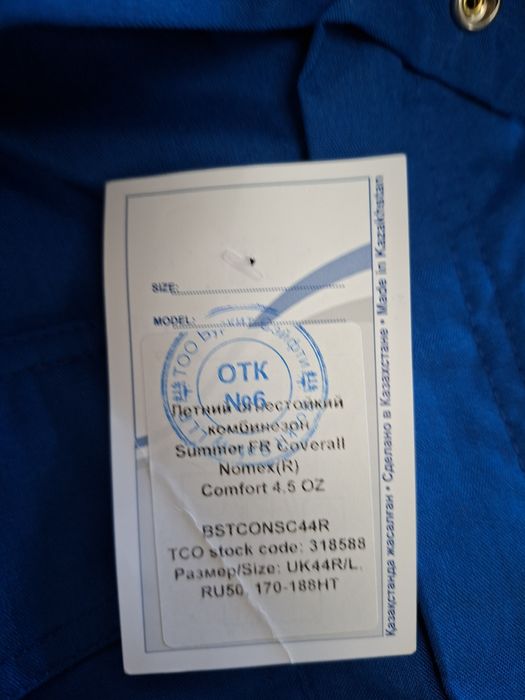 SIZE:
MODEL:
ТОО
ОТК
№6
Летний огнестойкий
комбинезон
Summer FR Coverall
Nomex(R)
Comfort 4.5 OZ
BSTCONSC44R
TCO stock code: 318588
Размер/Size: UK44R/L,
RU50, 170-188HT
Қазақстанда жасалған • Сделано в Казахстане • Made in Kazakhstan